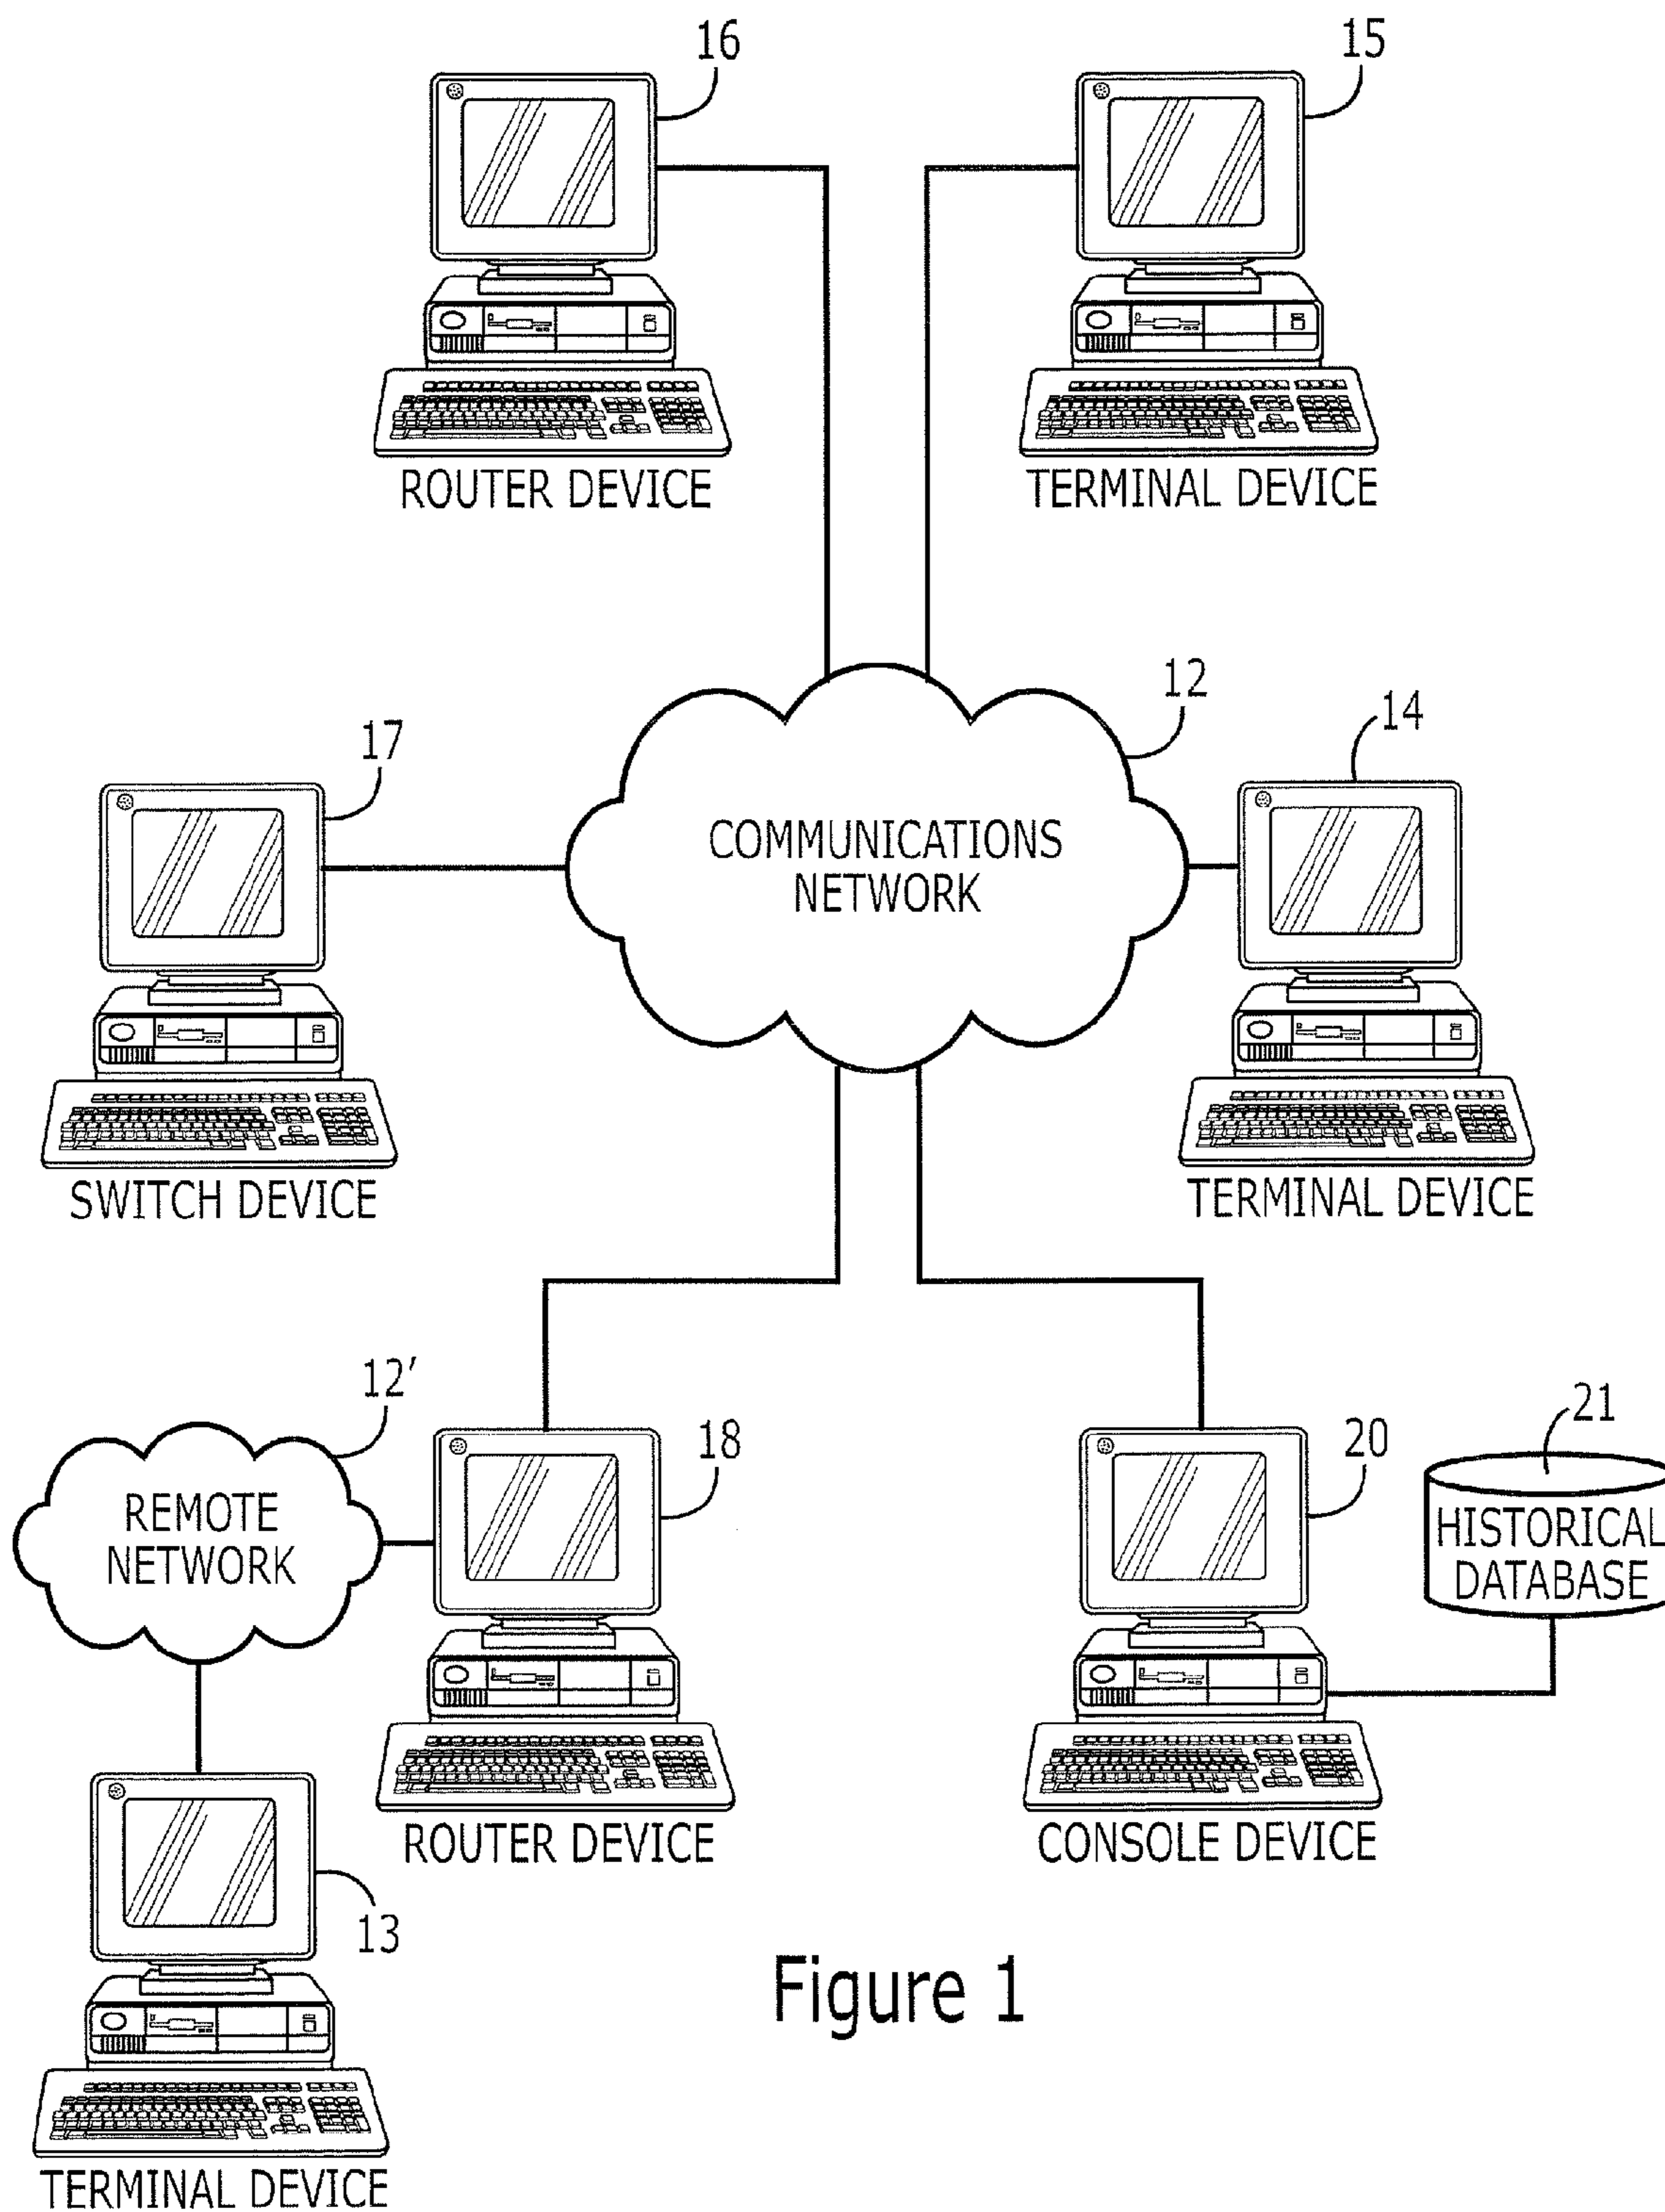 16
15
ROUTER DEVICE
TERMINAL DEVICE
12
14
17
COMMUNICATIONS
NETWORK
SWITCH DEVICE
TERMINAL DEVICE
12'
18
20
21
REMOTE
NETWORK
HISTORICAL
DATABASE
ROUTER DEVICE
CONSOLE DEVICE
13
Figure 1
TERMINAL DEVICE